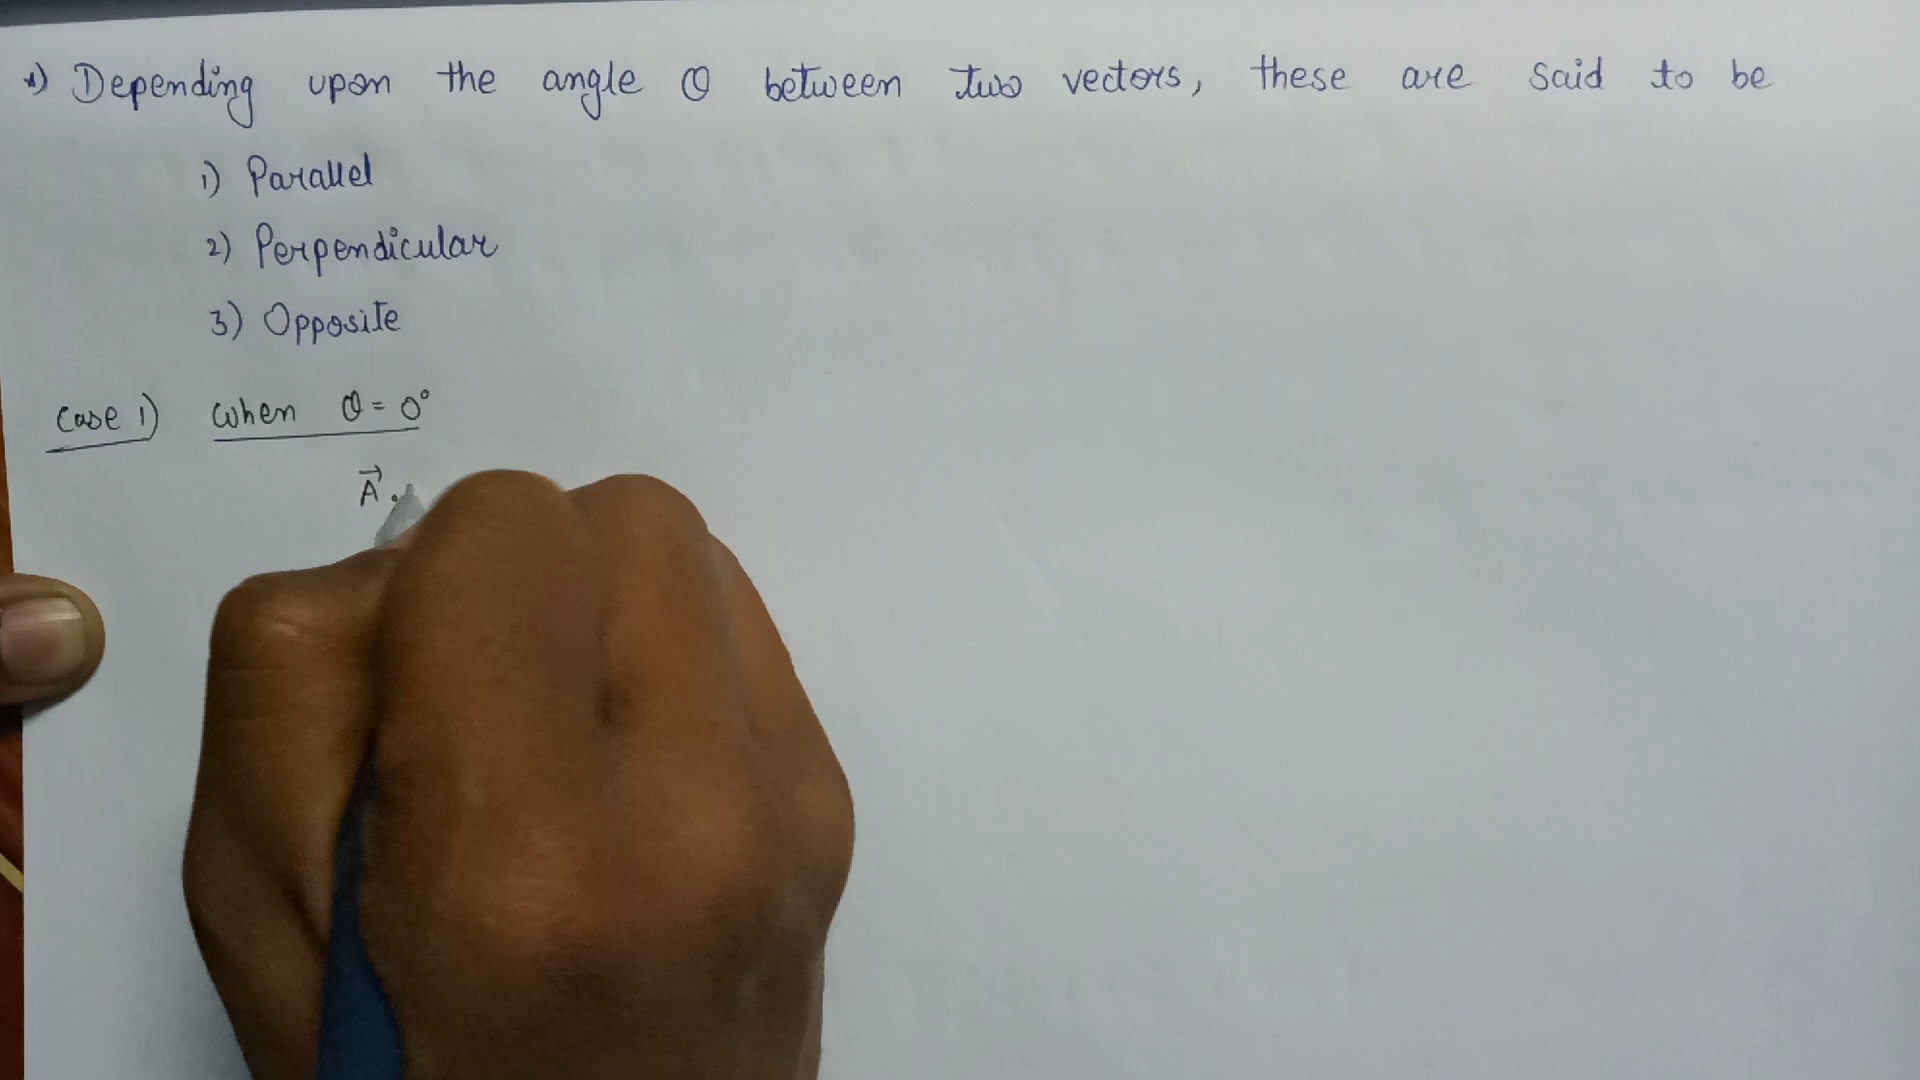 *) Depending upon the angle θ between two vectors, these are said to be
1) Parallel
2) Perpendicular
3) Opposite
Case 1) When θ = 0°
A⃗ .